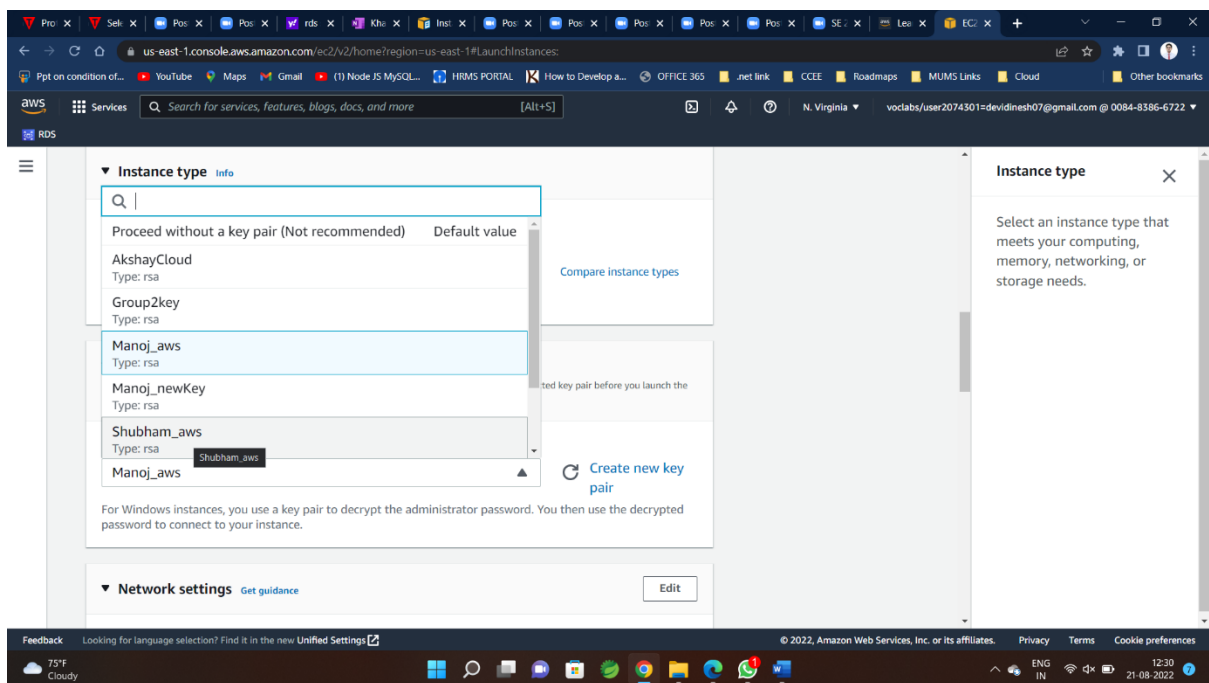 Pro
Sele
Pos
Pos
rds
Kha
Inst
Pos
Pos
Pos
Pos
Pos
SE 2
Lea
EC2
us-east-1.console.aws.amazon.com/ec2/v2/home?region=us-east-1#LaunchInstances:
Ppt on condition of...
YouTube
Maps
Gmail
(1) Node JS MySQL...
HRMS PORTAL
How to Develop a...
OFFICE 365
.net link
CCEE
Roadmaps
MUMS Links
Cloud
Other bookmarks
aws
Services
Search for services, features, blogs, docs, and more
[Alt+S]
N. Virginia
voclabs/user2074301=devidinesh07@gmail.com @ 0084-8386-6722
RDS
Instance type Info
Proceed without a key pair (Not recommended) Default value
AkshayCloud
Type: rsa
Compare instance types
Group2key
Type: rsa
Manoj_aws
Type: rsa
ted key pair before you launch the
Manoj_newKey
Type: rsa
Shubham_aws
Type: rsa
Shubham_aws
Manoj_aws
Create new key
pair
For Windows instances, you use a key pair to decrypt the administrator password. You then use the decrypted
password to connect to your instance.
Network settings Get guidance
Edit
Instance type
Select an instance type that
meets your computing,
memory, networking, or
storage needs.
Feedback
Looking for language selection? Find it in the new Unified Settings
© 2022, Amazon Web Services, Inc. or its affiliates.
Privacy
Terms
Cookie preferences
75°F
Cloudy
ENG
IN
12:30
21-08-2022
7